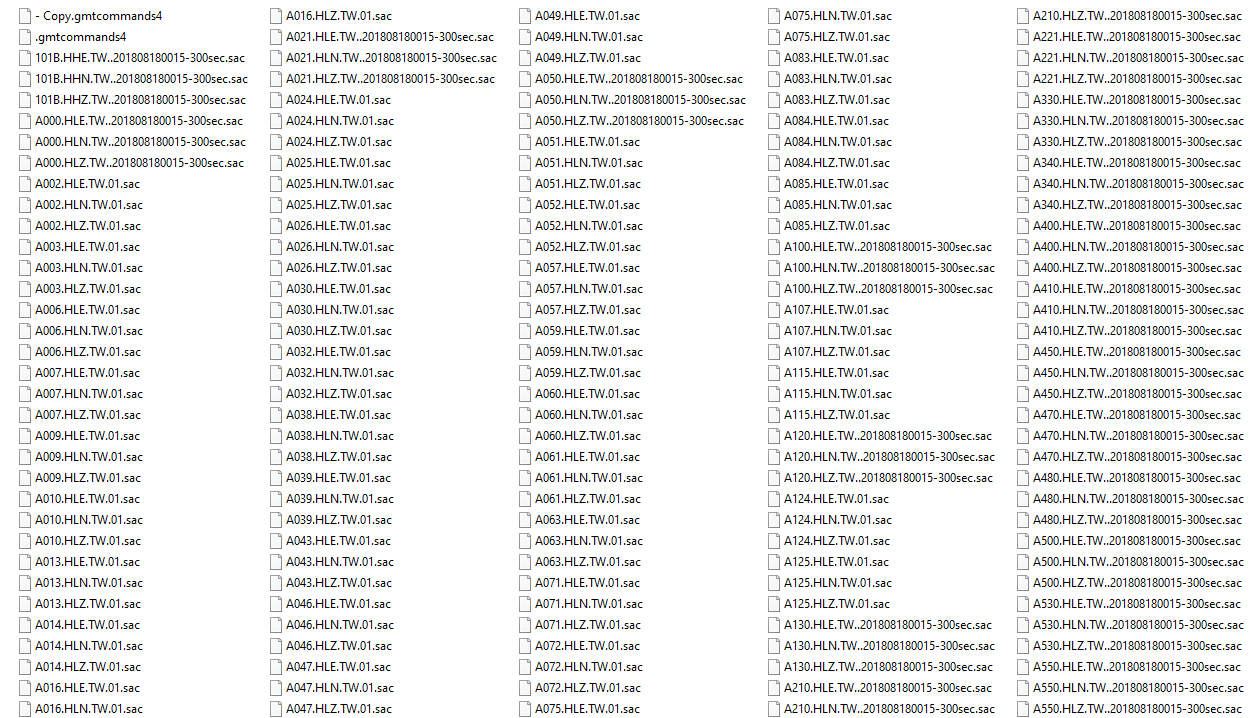 - Copy.gmtcommands4
.gmtcommands4
101B.HHE.TW..201808180015-300sec.sac
101B.HHN.TW..201808180015-300sec.sac
101B.HHZ.TW..201808180015-300sec.sac
A000.HLE.TW..201808180015-300sec.sac
A000.HLN.TW..201808180015-300sec.sac
A000.HLZ.TW..201808180015-300sec.sac
A002.HLE.TW.01.sac
A002.HLN.TW.01.sac
A002.HLZ.TW.01.sac
A003.HLE.TW.01.sac
A003.HLN.TW.01.sac
A003.HLZ.TW.01.sac
A006.HLE.TW.01.sac
A006.HLN.TW.01.sac
A006.HLZ.TW.01.sac
A007.HLE.TW.01.sac
A007.HLN.TW.01.sac
A007.HLZ.TW.01.sac
A009.HLE.TW.01.sac
A009.HLN.TW.01.sac
A009.HLZ.TW.01.sac
A010.HLE.TW.01.sac
A010.HLN.TW.01.sac
A010.HLZ.TW.01.sac
A013.HLE.TW.01.sac
A013.HLN.TW.01.sac
A013.HLZ.TW.01.sac
A014.HLE.TW.01.sac
A014.HLN.TW.01.sac
A014.HLZ.TW.01.sac
A016.HLE.TW.01.sac
A016.HLN.TW.01.sac
A016.HLZ.TW.01.sac
A021.HLE.TW..201808180015-300sec.sac
A021.HLN.TW..201808180015-300sec.sac
A021.HLZ.TW..201808180015-300sec.sac
A024.HLE.TW.01.sac
A024.HLN.TW.01.sac
A024.HLZ.TW.01.sac
A025.HLE.TW.01.sac
A025.HLN.TW.01.sac
A025.HLZ.TW.01.sac
A026.HLE.TW.01.sac
A026.HLN.TW.01.sac
A026.HLZ.TW.01.sac
A030.HLE.TW.01.sac
A030.HLN.TW.01.sac
A030.HLZ.TW.01.sac
A032.HLE.TW.01.sac
A032.HLN.TW.01.sac
A032.HLZ.TW.01.sac
A038.HLE.TW.01.sac
A038.HLN.TW.01.sac
A038.HLZ.TW.01.sac
A039.HLE.TW.01.sac
A039.HLN.TW.01.sac
A039.HLZ.TW.01.sac
A043.HLE.TW.01.sac
A043.HLN.TW.01.sac
A043.HLZ.TW.01.sac
A046.HLE.TW.01.sac
A046.HLN.TW.01.sac
A046.HLZ.TW.01.sac
A047.HLE.TW.01.sac
A047.HLN.TW.01.sac
A047.HLZ.TW.01.sac
A049.HLE.TW.01.sac
A049.HLN.TW.01.sac
A049.HLZ.TW.01.sac
A050.HLE.TW..201808180015-300sec.sac
A050.HLN.TW..201808180015-300sec.sac
A050.HLZ.TW..201808180015-300sec.sac
A051.HLE.TW.01.sac
A051.HLN.TW.01.sac
A051.HLZ.TW.01.sac
A052.HLE.TW.01.sac
A052.HLN.TW.01.sac
A052.HLZ.TW.01.sac
A057.HLE.TW.01.sac
A057.HLN.TW.01.sac
A057.HLZ.TW.01.sac
A059.HLE.TW.01.sac
A059.HLN.TW.01.sac
A059.HLZ.TW.01.sac
A060.HLE.TW.01.sac
A060.HLN.TW.01.sac
A060.HLZ.TW.01.sac
A061.HLE.TW.01.sac
A061.HLN.TW.01.sac
A061.HLZ.TW.01.sac
A063.HLE.TW.01.sac
A063.HLN.TW.01.sac
A063.HLZ.TW.01.sac
A071.HLE.TW.01.sac
A071.HLN.TW.01.sac
A071.HLZ.TW.01.sac
A072.HLE.TW.01.sac
A072.HLN.TW.01.sac
A072.HLZ.TW.01.sac
A075.HLE.TW.01.sac
A075.HLN.TW.01.sac
A075.HLZ.TW.01.sac
A083.HLE.TW.01.sac
A083.HLN.TW.01.sac
A083.HLZ.TW.01.sac
A084.HLE.TW.01.sac
A084.HLN.TW.01.sac
A084.HLZ.TW.01.sac
A085.HLE.TW.01.sac
A085.HLN.TW.01.sac
A085.HLZ.TW.01.sac
A100.HLE.TW..201808180015-300sec.sac
A100.HLN.TW..201808180015-300sec.sac
A100.HLZ.TW..201808180015-300sec.sac
A107.HLE.TW.01.sac
A107.HLN.TW.01.sac
A107.HLZ.TW.01.sac
A115.HLE.TW.01.sac
A115.HLN.TW.01.sac
A115.HLZ.TW.01.sac
A120.HLE.TW..201808180015-300sec.sac
A120.HLN.TW..201808180015-300sec.sac
A120.HLZ.TW..201808180015-300sec.sac
A124.HLE.TW.01.sac
A124.HLN.TW.01.sac
A124.HLZ.TW.01.sac
A125.HLE.TW.01.sac
A125.HLN.TW.01.sac
A125.HLZ.TW.01.sac
A130.HLE.TW..201808180015-300sec.sac
A130.HLN.TW..201808180015-300sec.sac
A130.HLZ.TW..201808180015-300sec.sac
A210.HLE.TW..201808180015-300sec.sac
A210.HLN.TW..201808180015-300sec.sac
A210.HLZ.TW..201808180015-300sec.sac
A221.HLE.TW..201808180015-300sec.sac
A221.HLN.TW..201808180015-300sec.sac
A221.HLZ.TW..201808180015-300sec.sac
A330.HLE.TW..201808180015-300sec.sac
A330.HLN.TW..201808180015-300sec.sac
A330.HLZ.TW..201808180015-300sec.sac
A340.HLE.TW..201808180015-300sec.sac
A340.HLN.TW..201808180015-300sec.sac
A340.HLZ.TW..201808180015-300sec.sac
A400.HLE.TW..201808180015-300sec.sac
A400.HLN.TW..201808180015-300sec.sac
A400.HLZ.TW..201808180015-300sec.sac
A410.HLE.TW..201808180015-300sec.sac
A410.HLN.TW..201808180015-300sec.sac
A410.HLZ.TW..201808180015-300sec.sac
A450.HLE.TW..201808180015-300sec.sac
A450.HLN.TW..201808180015-300sec.sac
A450.HLZ.TW..201808180015-300sec.sac
A470.HLE.TW..201808180015-300sec.sac
A470.HLN.TW..201808180015-300sec.sac
A470.HLZ.TW..201808180015-300sec.sac
A480.HLE.TW..201808180015-300sec.sac
A480.HLN.TW..201808180015-300sec.sac
A480.HLZ.TW..201808180015-300sec.sac
A500.HLE.TW..201808180015-300sec.sac
A500.HLN.TW..201808180015-300sec.sac
A500.HLZ.TW..201808180015-300sec.sac
A530.HLE.TW..201808180015-300sec.sac
A530.HLN.TW..201808180015-300sec.sac
A530.HLZ.TW..201808180015-300sec.sac
A550.HLE.TW..201808180015-300sec.sac
A550.HLN.TW..201808180015-300sec.sac
A550.HLZ.TW..201808180015-300sec.sac